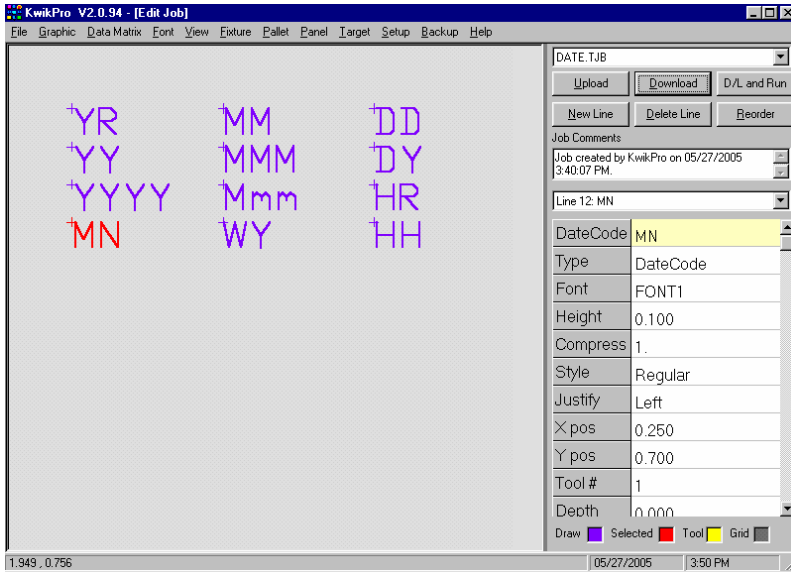 KwikPro V2.0.94 - [Edit Job]
File Graphic Data Matrix Font View Fixture Pallet Panel Target Setup Backup Help
YR MM DD
YY MMM DY
YYYY Mmm HR
MN WY HH
DATE.TJB
Upload Download D/L and Run
New Line Delete Line Reorder
Job Comments
Job created by KwikPro on 05/27/2005
3:40:07 PM.
Line 12: MN
DateCode MN
Type DateCode
Font FONT1
Height 0.100
Compress 1.
Style Regular
Justify Left
X pos 0.250
Y pos 0.700
Tool # 1
Depth 0.000
Draw Selected Tool Grid
1.949 , 0.756 05/27/2005 3:50 PM